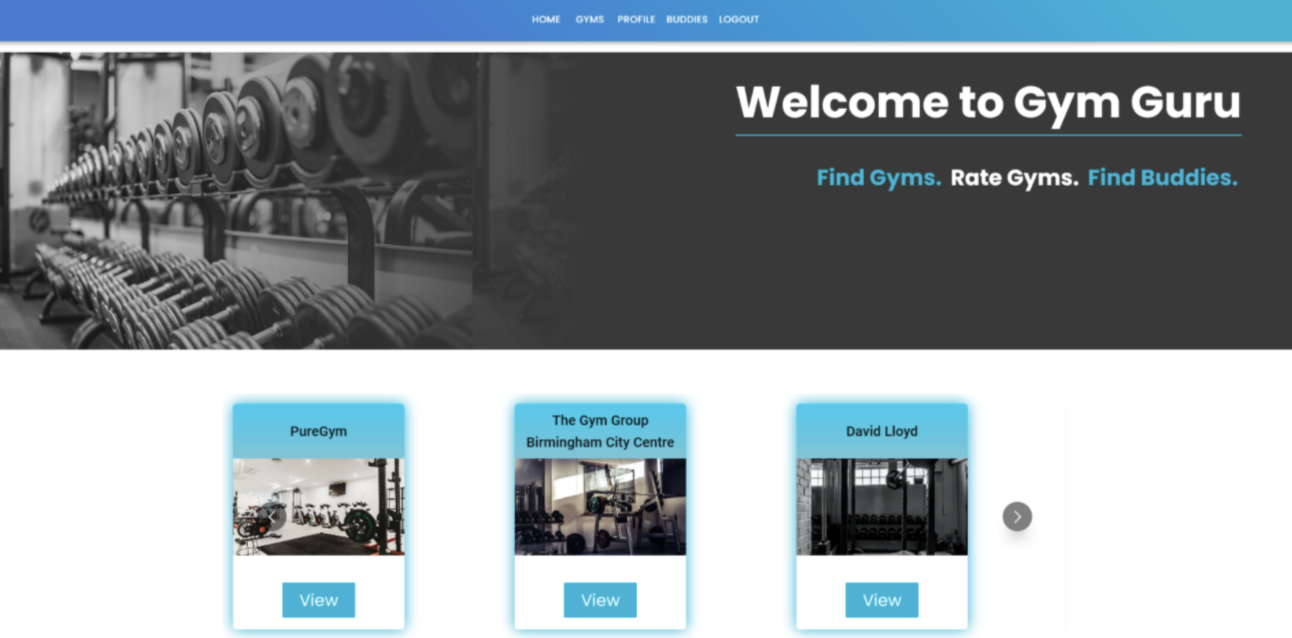 HOME GYMS PROFILE BUDDIES LOGOUT
Welcome to Gym Guru
Find Gyms. Rate Gyms. Find Buddies.
PureGym
The Gym Group
Birmingham City Centre
David Lloyd
View
View
View